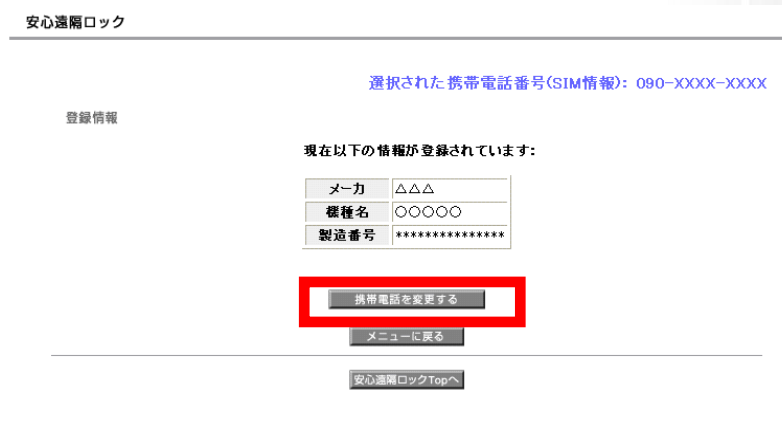 安心遠隔ロック
選択された携帯電話番号(SIM情報): 090-XXXX-XXXX
登録情報
現在以下の情報が登録されています:
メーカ △△△
機種名 ○○○○○
製造番号 ***************
携帯電話を変更する
メニューに戻る
安心遠隔ロックTopへ